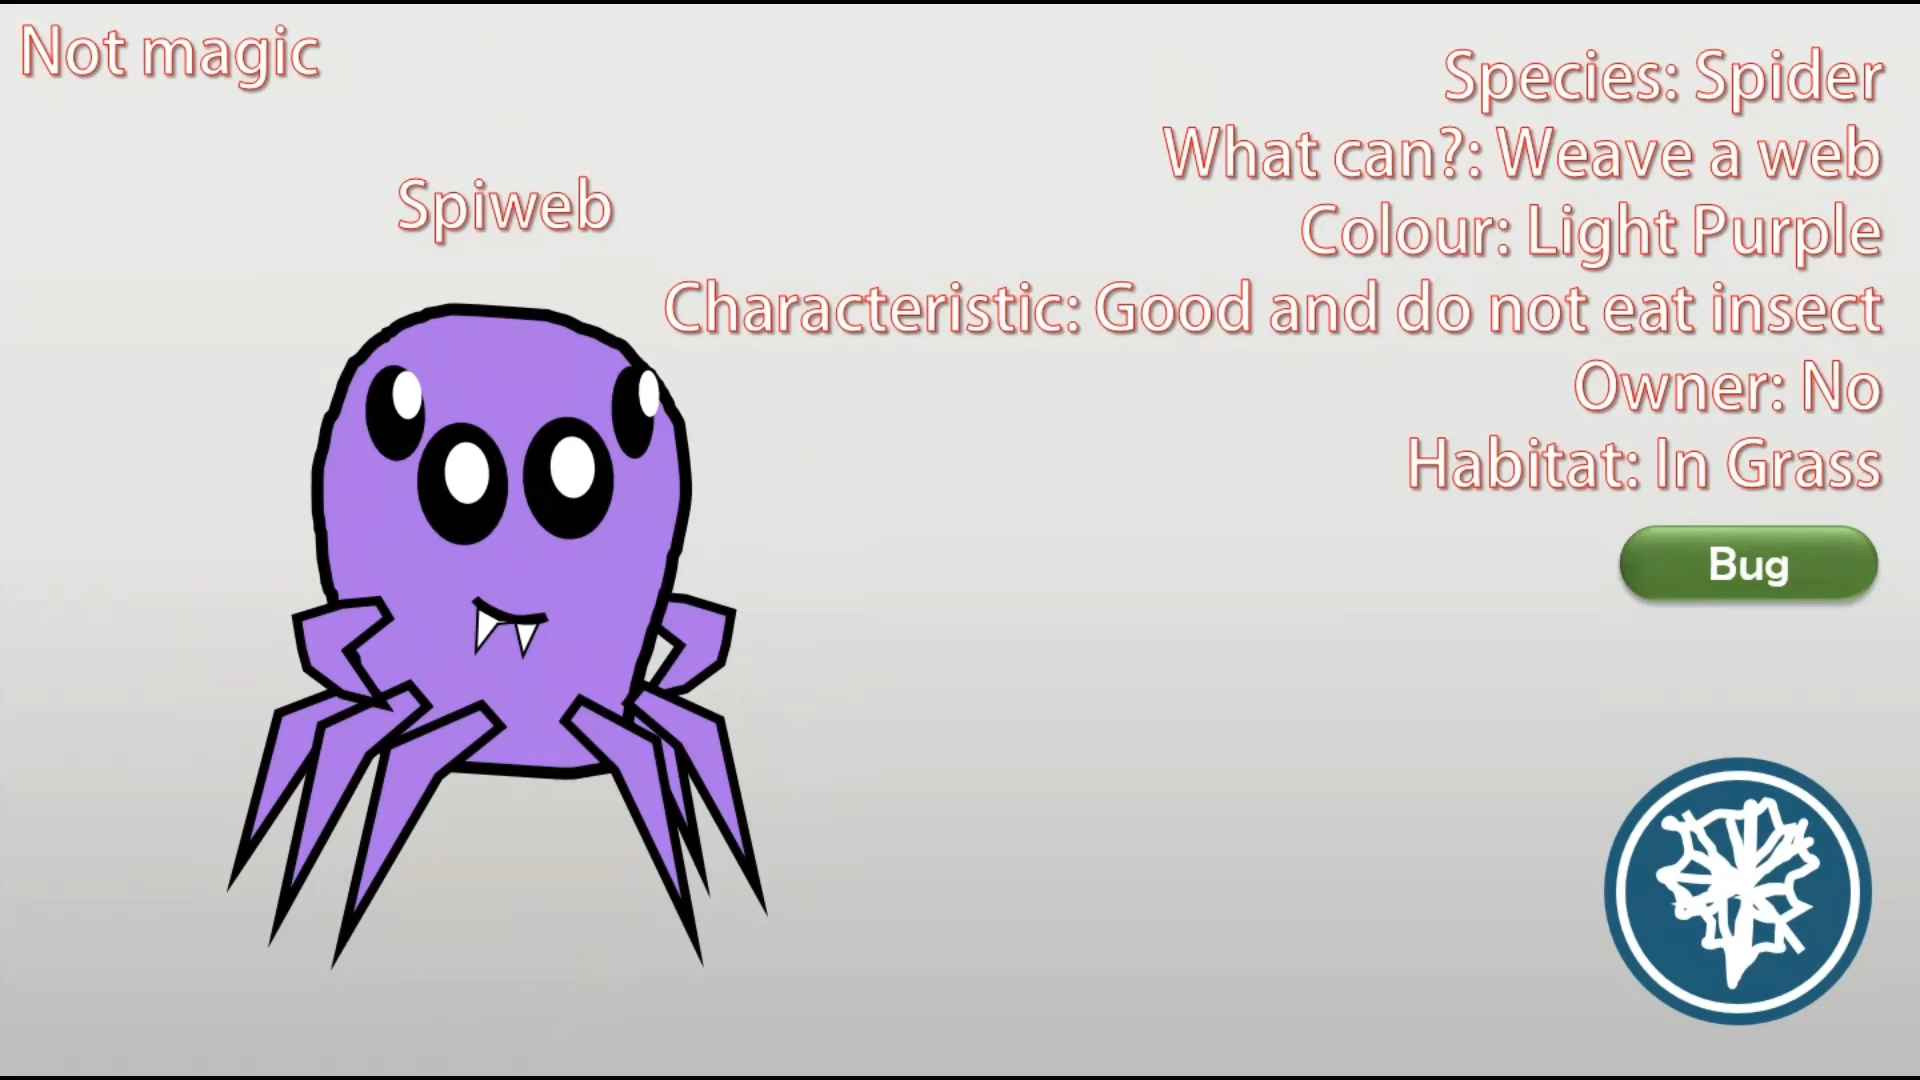 Not magic
Spiweb
Species: Spider
What can?: Weave a web
Colour: Light Purple
Characteristic: Good and do not eat insect
Owner: No
Habitat: In Grass
Bug